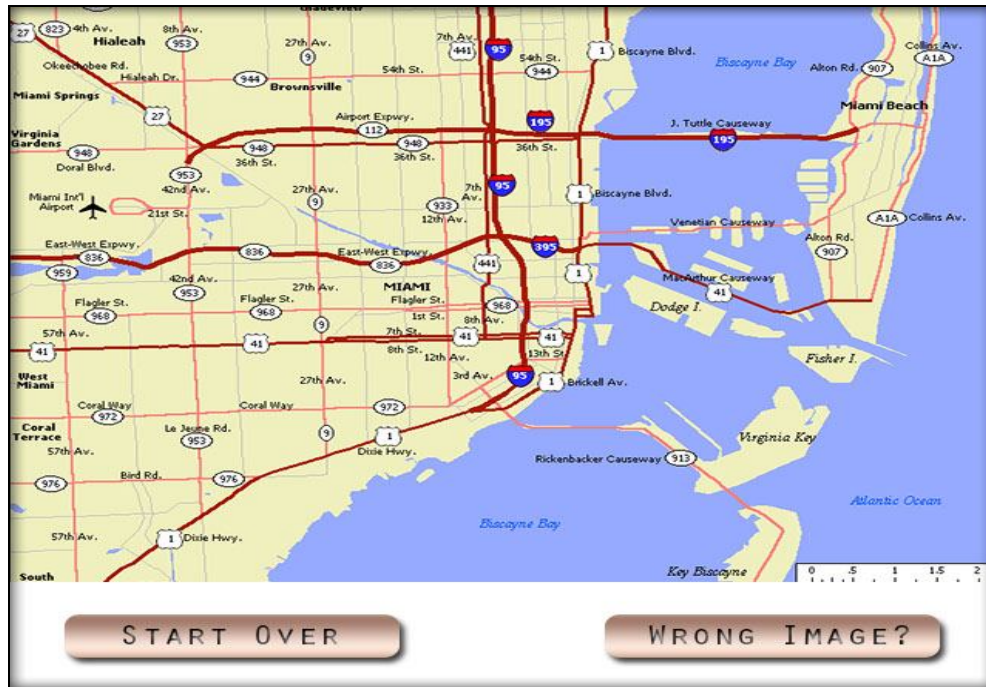 Gladeview
27
823
4th Av.
8th Av.
Hialeah
953
27th Av.
9
7th Av.
441
95
1
Biscayne Blvd.
Collins Av.
A1A
Biscayne Bay
Alton Rd.
907
Okeechobee Rd.
Hialeah Dr.
54th St.
944
54th St.
944
Brownsville
Miami Springs
27
Miami Beach
Airport Expwy.
112
195
J. Tuttle Causeway
195
Virginia
Gardens
948
Doral Blvd.
948
36th St.
948
36th St.
36th St.
953
42nd Av.
27th Av.
9
7th
Av.
95
1
Biscayne Blvd.
Miami Int'l
Airport
21st St.
933
12th Av.
Venetian Causeway
A1A
Collins Av.
East-West Expwy.
836
836
East-West Expwy.
836
395
Alton Rd.
907
959
441
1
MacArthur Causeway
41
42nd Av.
953
27th Av.
MIAMI
Flagler St.
968
Flagler St.
968
Flagler St.
968
1st St.
8th Av.
Dodge I.
57th Av.
9
7th St.
41
41
41
41
8th St.
12th Av.
13th St.
Fisher I.
West
Miami
27th Av.
3rd Av.
95
1
Brickell Av.
Coral Way
972
Coral Way
972
Coral
Terrace
Le Jeune Rd.
953
9
1
Dixie Hwy.
Virginia Key
57th Av.
Rickenbacker Causeway
913
976
Bird Rd.
976
Atlantic Ocean
Biscayne Bay
57th Av.
1
Dixie Hwy.
South
Key Biscayne
0 .5 1 1.5 2
START OVER
WRONG IMAGE?